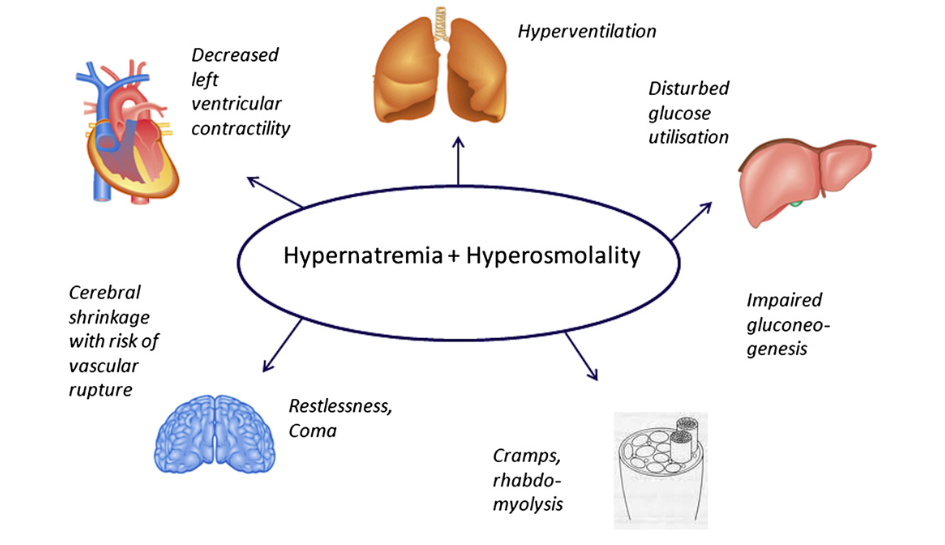 Hyperventilation
Decreased
left
ventricular
contractility
Disturbed
glucose
utilisation
Hypernatremia + Hyperosmolality
Cerebral
shrinkage
with risk of
vascular
rupture
Impaired
gluconeo-
genesis
Restlessness,
Coma
Cramps,
rhabdo-
myolysis